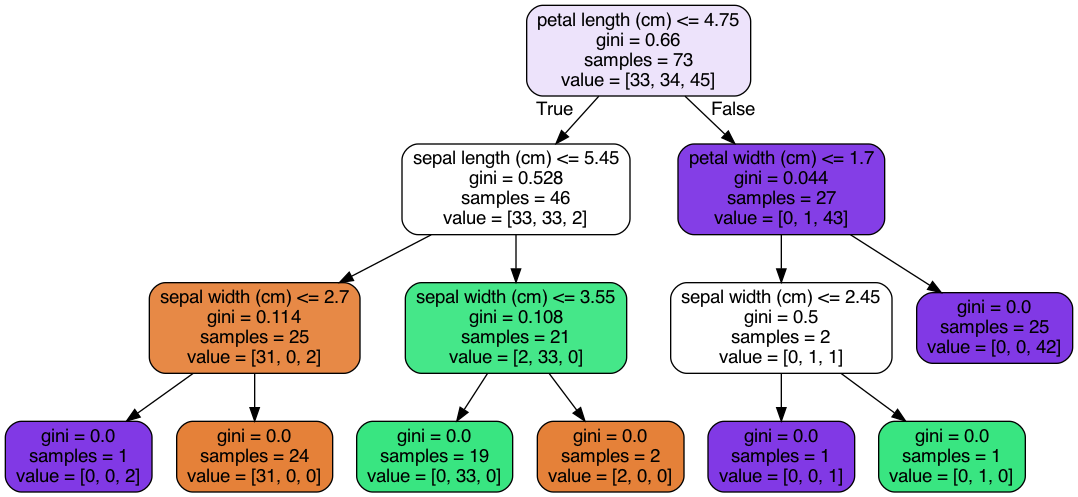 petal length (cm) <= 4.75
gini = 0.66
samples = 73
value = [33, 34, 45]
True
False
sepal length (cm) <= 5.45
gini = 0.528
samples = 46
value = [33, 33, 2]
petal width (cm) <= 1.7
gini = 0.044
samples = 27
value = [0, 1, 43]
sepal width (cm) <= 2.7
gini = 0.114
samples = 25
value = [31, 0, 2]
sepal width (cm) <= 3.55
gini = 0.108
samples = 21
value = [2, 33, 0]
sepal width (cm) <= 2.45
gini = 0.5
samples = 2
value = [0, 1, 1]
gini = 0.0
samples = 25
value = [0, 0, 42]
gini = 0.0
samples = 1
value = [0, 0, 2]
gini = 0.0
samples = 24
value = [31, 0, 0]
gini = 0.0
samples = 19
value = [0, 33, 0]
gini = 0.0
samples = 2
value = [2, 0, 0]
gini = 0.0
samples = 1
value = [0, 0, 1]
gini = 0.0
samples = 1
value = [0, 1, 0]